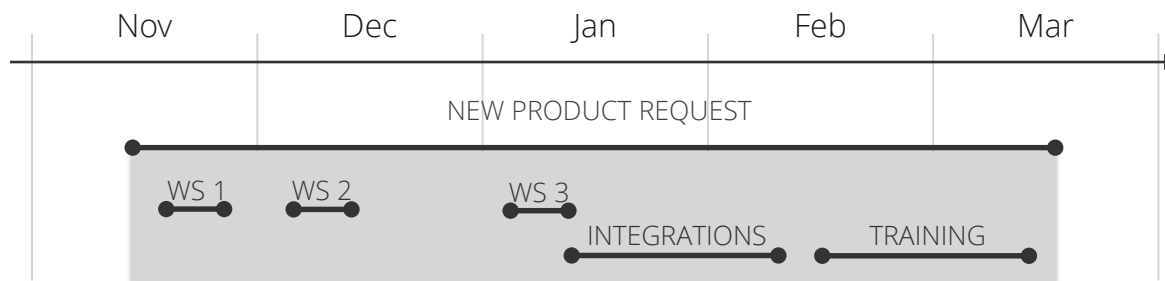 Nov Dec Jan Feb Mar
NEW PRODUCT REQUEST
WS 1 WS 2 WS 3
INTEGRATIONS TRAINING